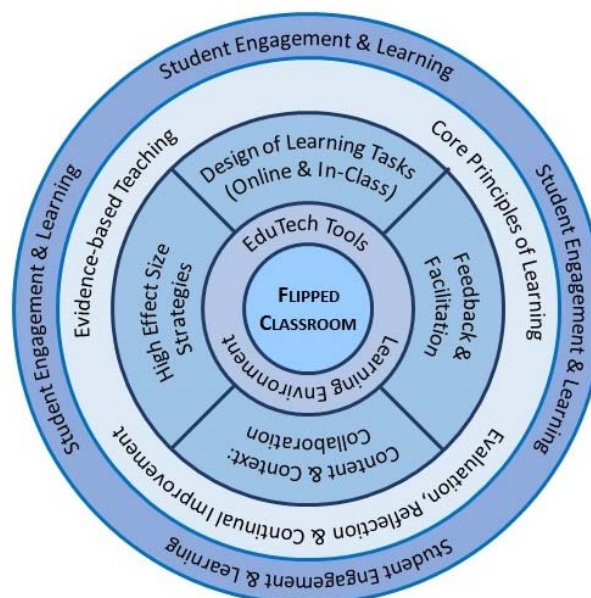 Student Engagement & Learning
Student Engagement & Learning
Student Engagement & Learning
Student Engagement & Learning
Evidence-based Teaching
Core Principles of Learning
Evaluation, Reflection & Continual Improvement
Design of Learning Tasks
(Online & In-Class)
High Effect Size
Strategies
Feedback &
Facilitation
Content & Context:
Collaboration
EduTech Tools
Learning Environment
FLIPPED
CLASSROOM